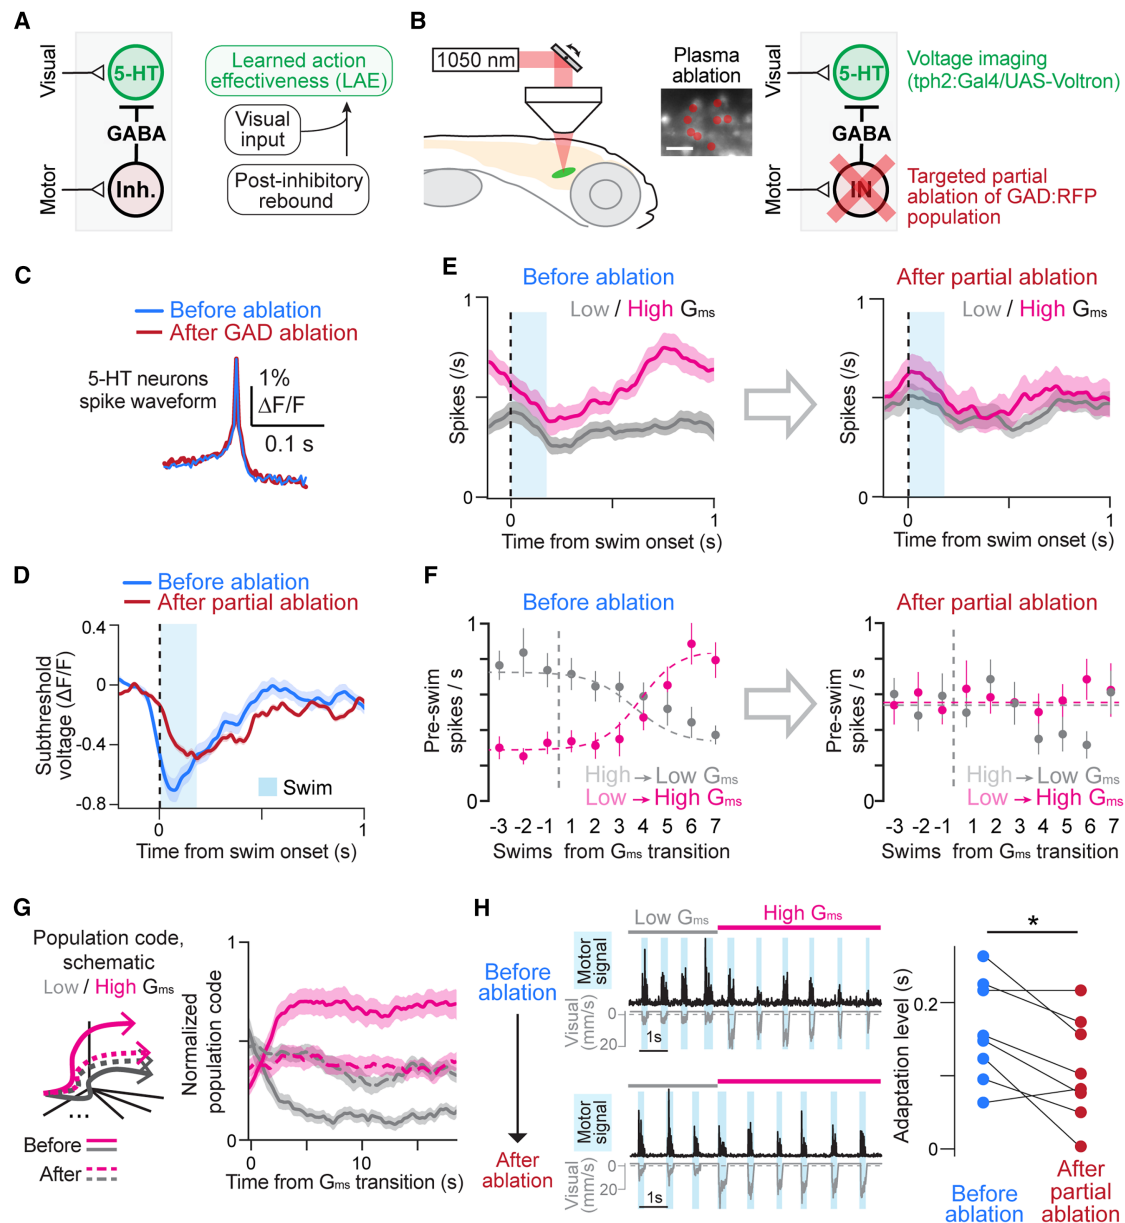 A
Visual
5-HT
GABA
Motor
Inh.
Learned action
effectiveness (LAE)
Visual
input
Post-inhibitory
rebound
B
1050 nm
Plasma
ablation
Visual
5-HT
GABA
Motor
IN
Voltage imaging
(tph2:Gal4/UAS-Voltron)
Targeted partial
ablation of GAD:RFP
population
C
Before ablation
After GAD ablation
5-HT neurons
spike waveform
1%
ΔF/F
0.1 s
D
Before ablation
After partial ablation
Subthreshold
voltage (ΔF/F)
0.4
0
-0.4
-0.8
Swim
0
1
Time from swim onset (s)
E
Before ablation
Low / High Gms
Spikes (/s)
1
0
0
1
Time from swim onset (s)
After partial ablation
Low / High Gms
Spikes (/s)
1
0
0
1
Time from swim onset (s)
F
Before ablation
Pre-swim
spikes / s
1
0
High→Low Gms
Low →High Gms
-3 -2 -1 1 2 3 4 5 6 7
Swims from Gms transition
After partial ablation
Pre-swim
spikes / s
1
0
High→Low Gms
Low →High Gms
-3 -2 -1 1 2 3 4 5 6 7
Swims from Gms transition
G
Population code,
schematic
Low / High Gms
...
Before
After
Normalized
population code
1
0
0
10
Time from Gms transition (s)
H
Before
ablation
After
ablation
Low Gms
High Gms
Motor
signal
Visual
(mm/s)
0
20
1s
Motor
signal
Visual
(mm/s)
0
20
1s
*
Adaptation level (s)
0.2
0
Before
ablation
After
partial
ablation